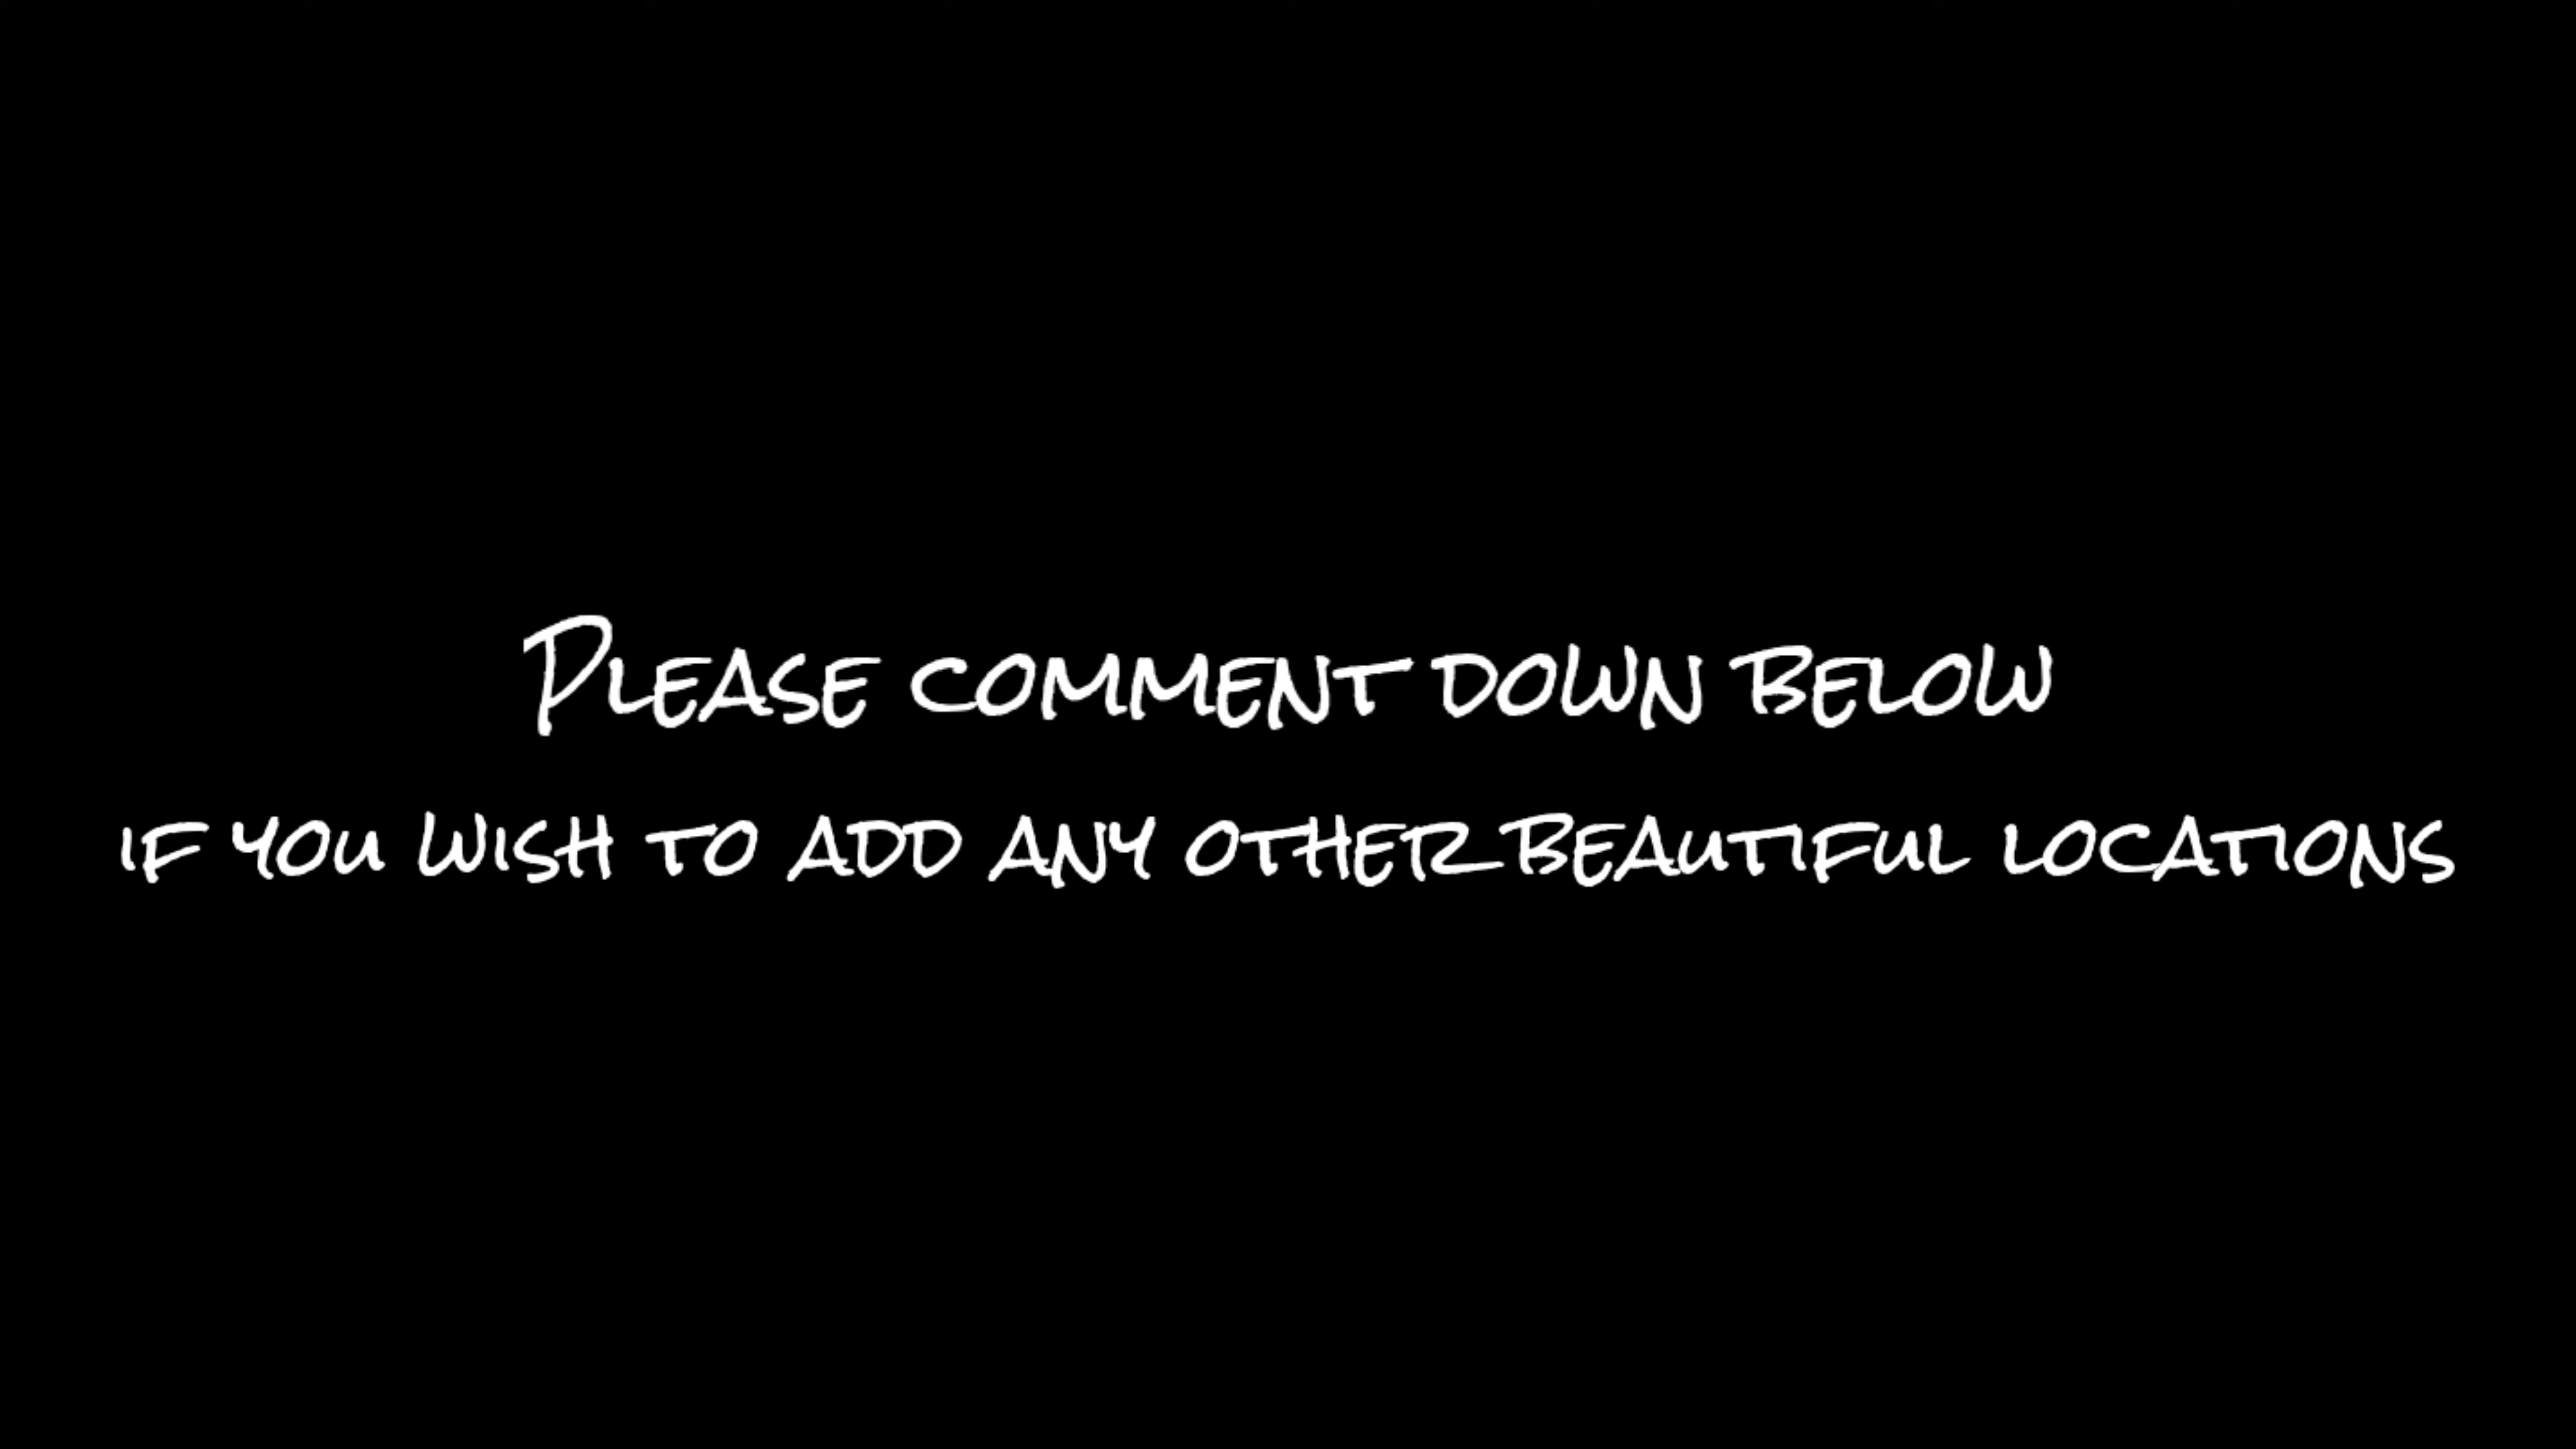 Please comment down below
if you wish to add any other beautiful locations